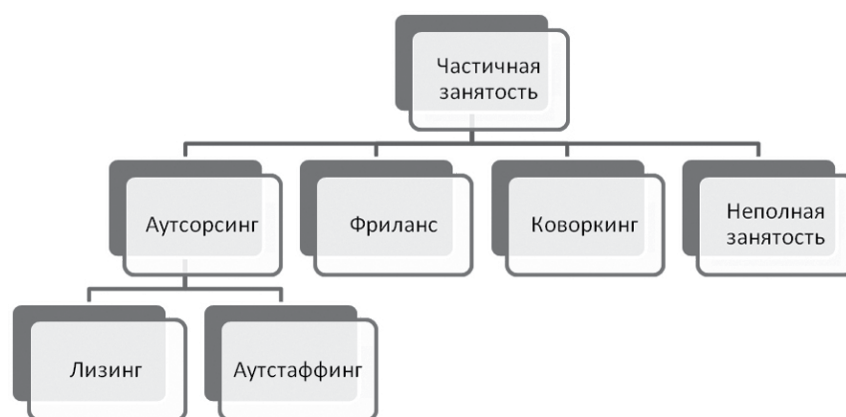 Частичная
занятость
Аутсорсинг
Фриланс
Коворкинг
Неполная
занятость
Лизинг
Аутстаффинг